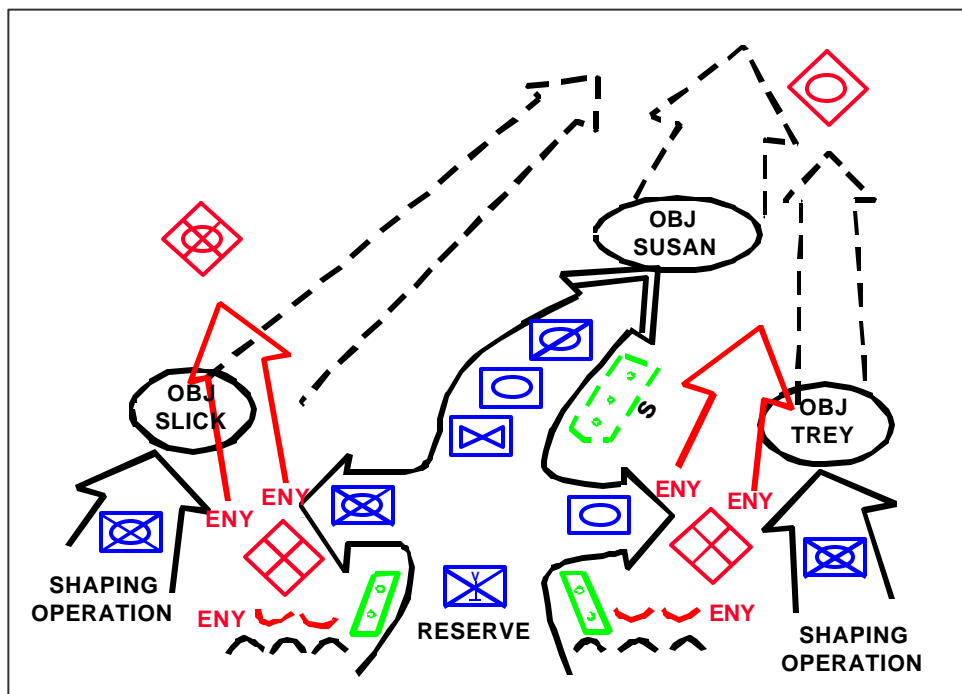 OBJ
SUSAN
OBJ
SLICK
S
OBJ
TREY
ENY
ENY
ENY
ENY
SHAPING
OPERATION
ENY
RESERVE
ENY
SHAPING
OPERATION